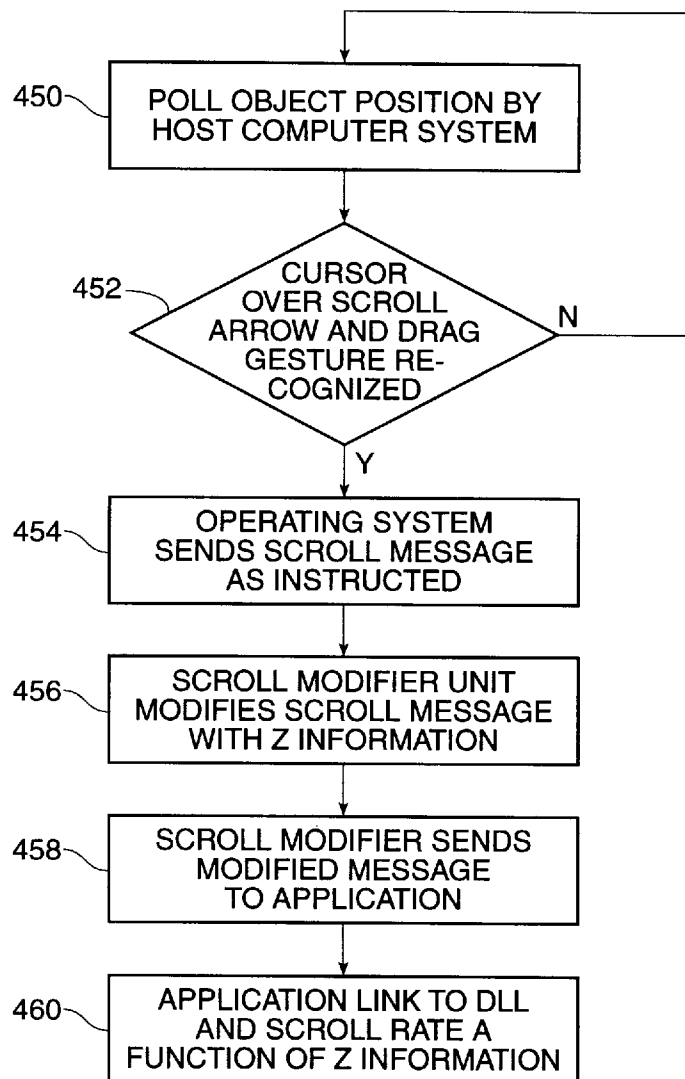 450
POLL OBJECT POSITION BY
HOST COMPUTER SYSTEM
452
CURSOR
OVER SCROLL
ARROW AND DRAG
GESTURE RE-
COGNIZED
N
Y
454
OPERATING SYSTEM
SENDS SCROLL MESSAGE
AS INSTRUCTED
456
SCROLL MODIFIER UNIT
MODIFIES SCROLL MESSAGE
WITH Z INFORMATION
458
SCROLL MODIFIER SENDS
MODIFIED MESSAGE
TO APPLICATION
460
APPLICATION LINK TO DLL
AND SCROLL RATE A
FUNCTION OF Z INFORMATION